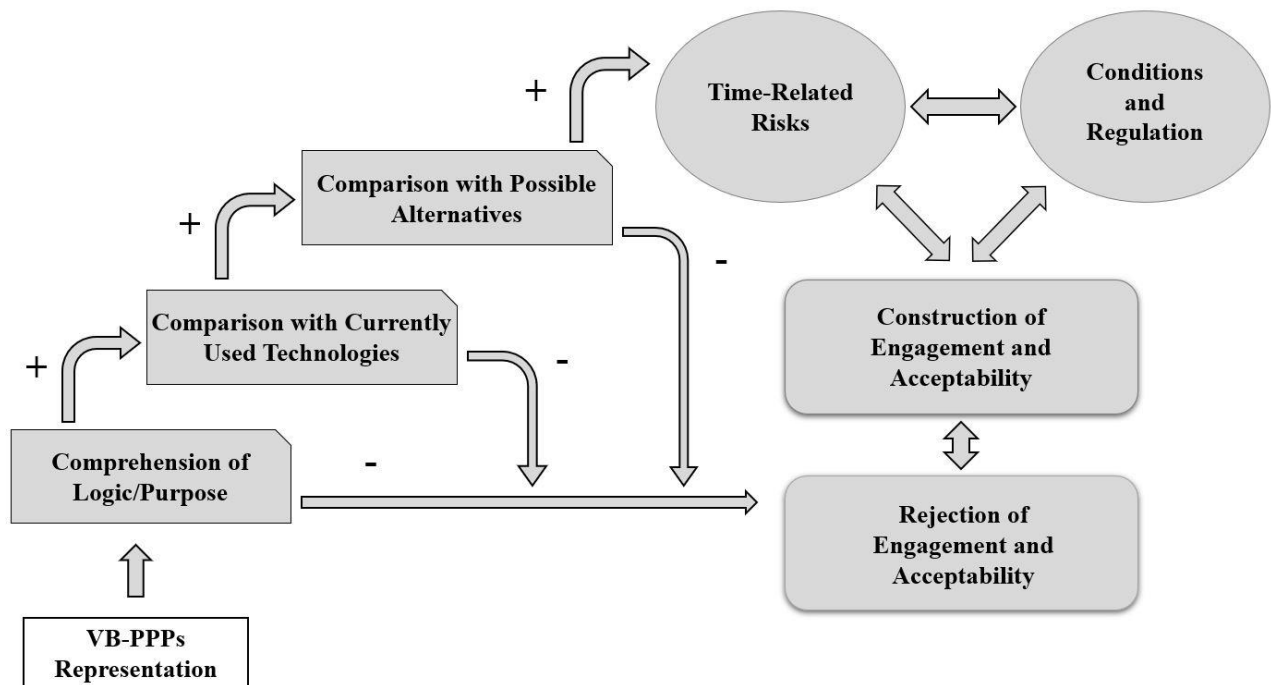 Time-Related
Risks
Conditions
and
Regulation
+
Comparison with Possible
Alternatives
+
-
Comparison with Currently
Used Technologies
+
-
Construction of
Engagement and
Acceptability
Comprehension of
Logic/Purpose
-
Rejection of
Engagement and
Acceptability
VB-PPPs
Representation